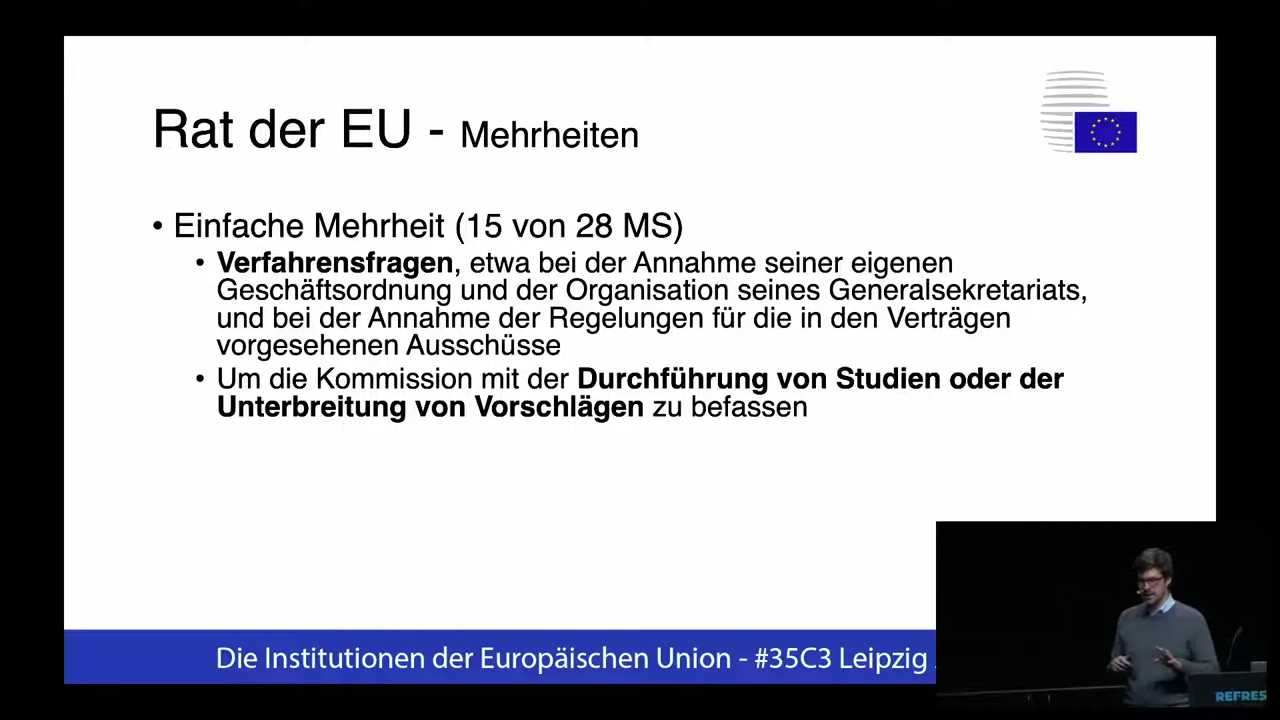 Rat der EU - Mehrheiten
• Einfache Mehrheit (15 von 28 MS)
• Verfahrensfragen, etwa bei der Annahme seiner eigenen
Geschäftsordnung und der Organisation seines Generalsekretariats,
und bei der Annahme der Regelungen für die in den Verträgen
vorgesehenen Ausschüsse
• Um die Kommission mit der Durchführung von Studien oder der
Unterbreitung von Vorschlägen zu befassen
Die Institutionen der Europäischen Union - #35C3 Leipzig
REFRES